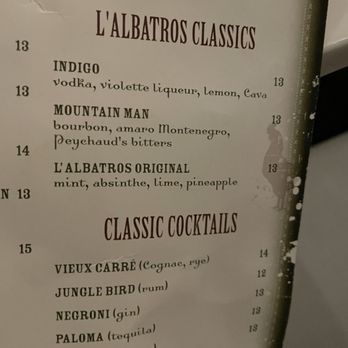 L'ALBATROS CLASSICS
13
INDIGO 13
vodka, violette liqueur, lemon, Cava
13
MOUNTAIN MAN 13
bourbon, amaro Montenegro,
Peychaud's bitters
14
L'ALBATROS ORIGINAL 13
mint, absinthe, lime, pineapple
N 13
CLASSIC COCKTAILS
15
VIEUX CARRÉ (Cognac, rye) 14
JUNGLE BIRD (rum) 12
NEGRONI (gin) 13
PALOMA (tequila) 13